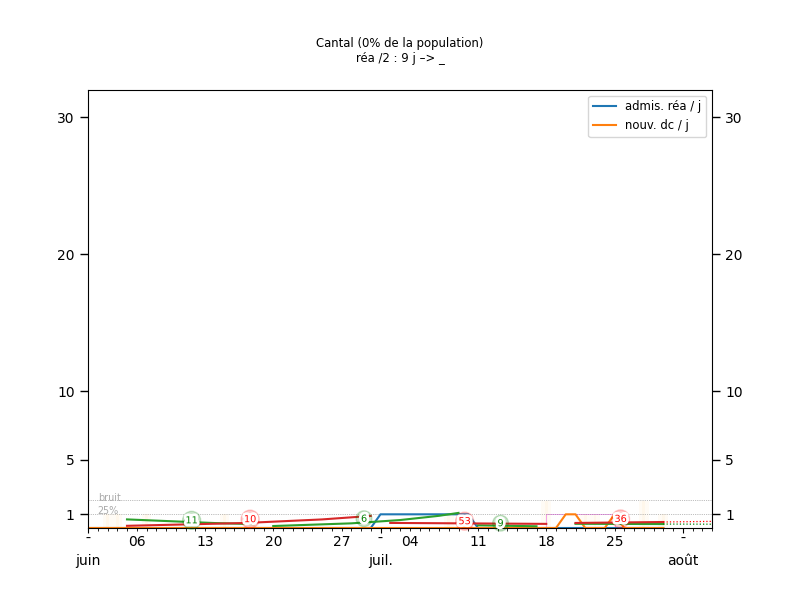 Cantal (0% de la population)
réa /2 : 9 j –> _
admis. réa / j
nouv. dc / j
30 30
20 20
10 10
5 5
bruit
25%
1 1
11 10 6 53 9 36
- 06 13 20 27 - 04 11 18 25 -
juin juil. août